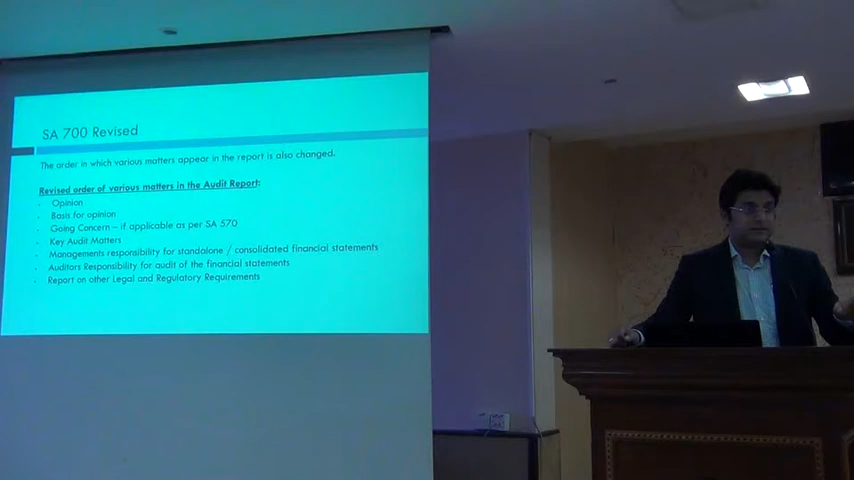 SA 700 Revised
The order in which various matters appear in the report is also changed.
Revised order of various matters in the Audit Report:
Opinion
Basis for opinion
Going Concern – if applicable as per SA 570
Key Audit Matters
Managements responsibility for standalone / consolidated financial statements
Auditors Responsibility for audit of the financial statements
Report on other Legal and Regulatory Requirements